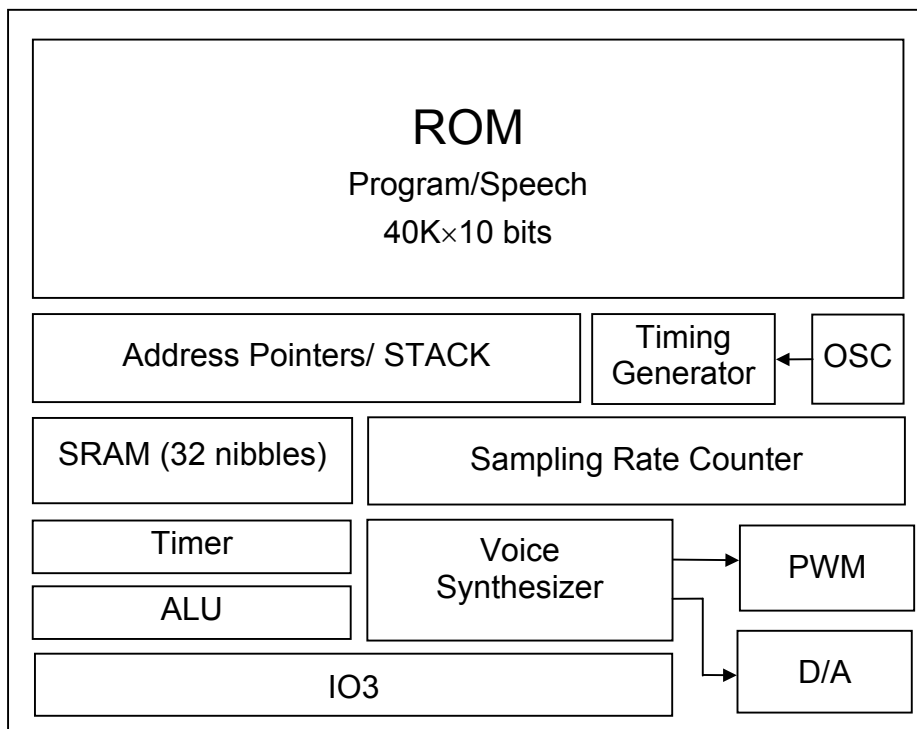 ROM
Program/Speech
40K×10 bits
Address Pointers/ STACK
Timing
Generator
OSC
SRAM (32 nibbles)
Sampling Rate Counter
Timer
Voice
Synthesizer
PWM
ALU
IO3
D/A